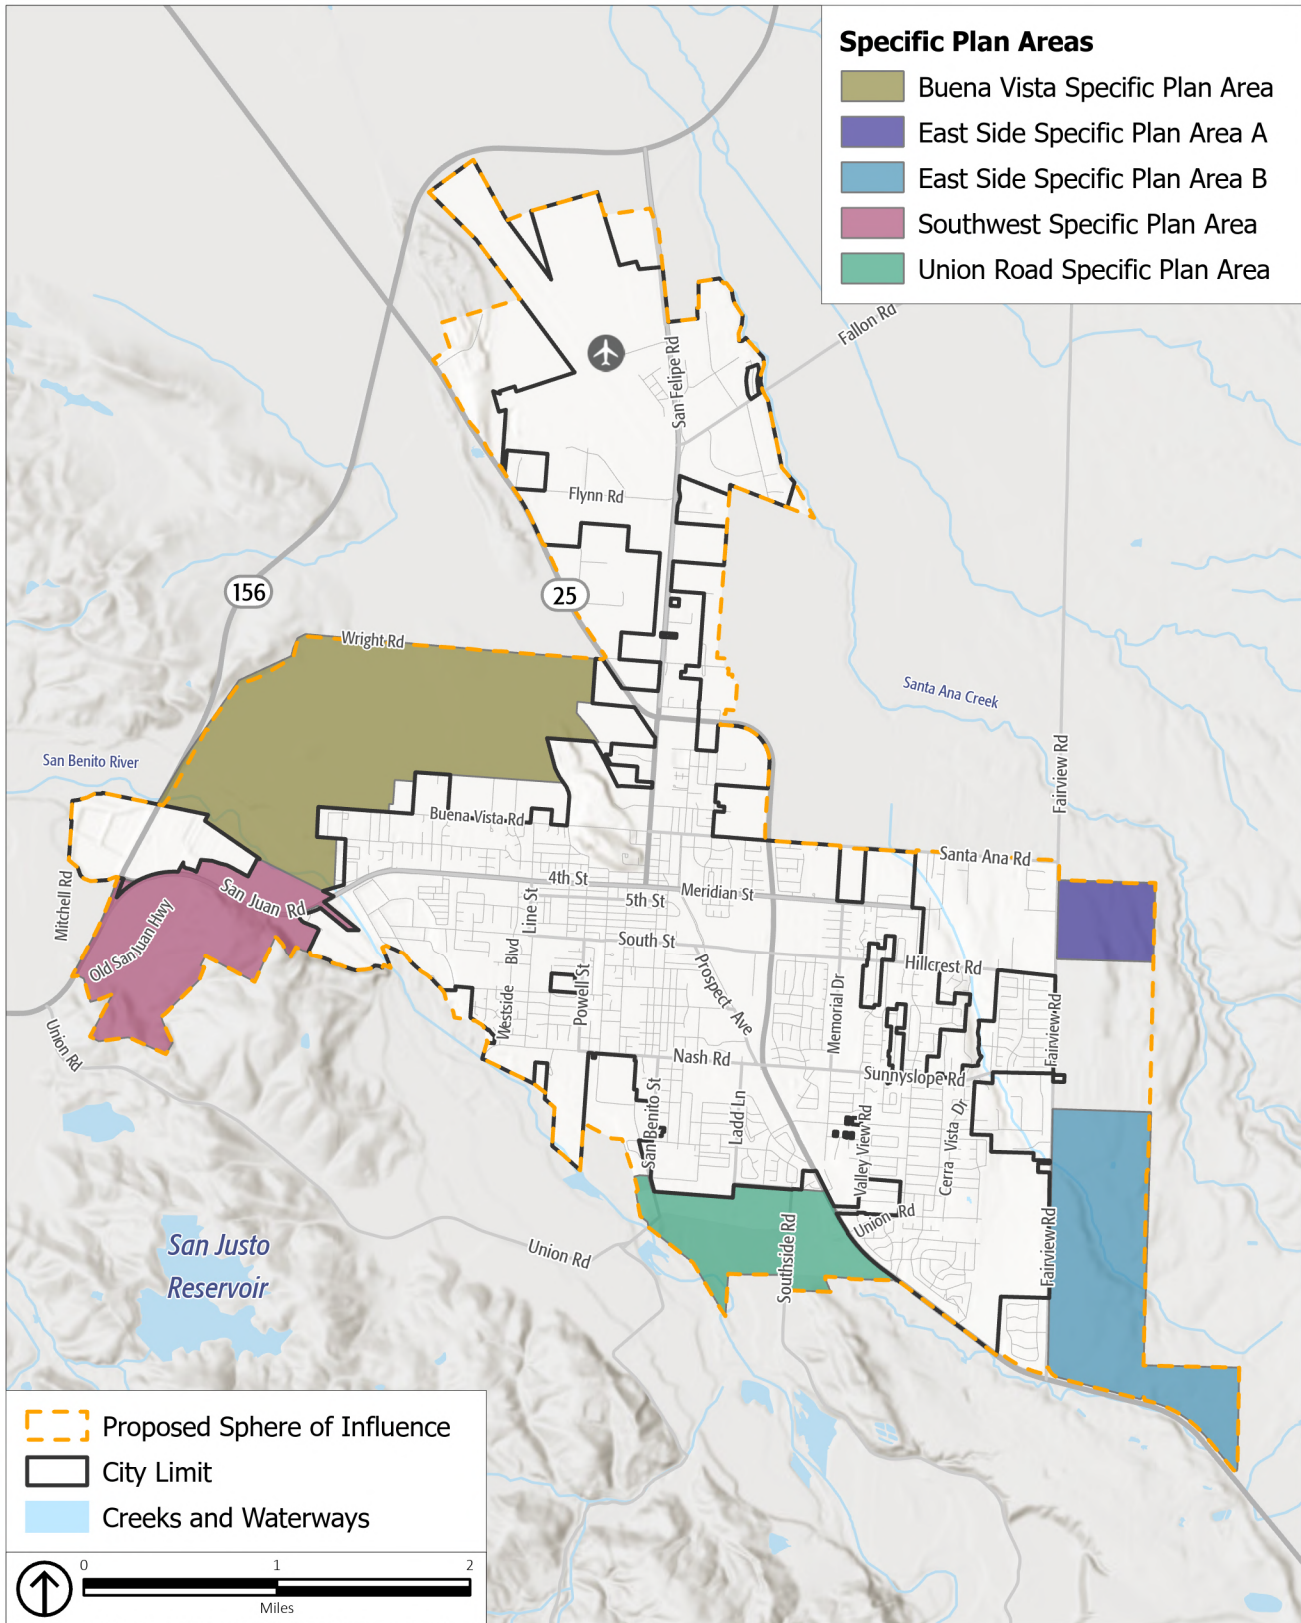 Specific Plan Areas
Buena Vista Specific Plan Area
East Side Specific Plan Area A
East Side Specific Plan Area B
Southwest Specific Plan Area
Union Road Specific Plan Area
Fallon Rd
San Felipe Rd
Flynn Rd
156
25
Wright Rd
Santa Ana Creek
San Benito River
Fairview Rd
Buena Vista Rd
Santa Ana Rd
4th St
Meridian St
5th St
Line St
San Juan Rd
Mitchell Rd
Old San Juan Hwy
South St
Westside Blvd
Powell St
Prospect Ave
Hillcrest Rd
Memorial Dr
Fairview Rd
Union Rd
Nash Rd
Sunnyslope Rd
San Benito St
Ladd Ln
Valley View Rd
Cerra Vista Dr
Union Rd
Southside Rd
Fairview Rd
Union Rd
San Justo
Reservoir
Proposed Sphere of Influence
City Limit
Creeks and Waterways
0 1 2
Miles